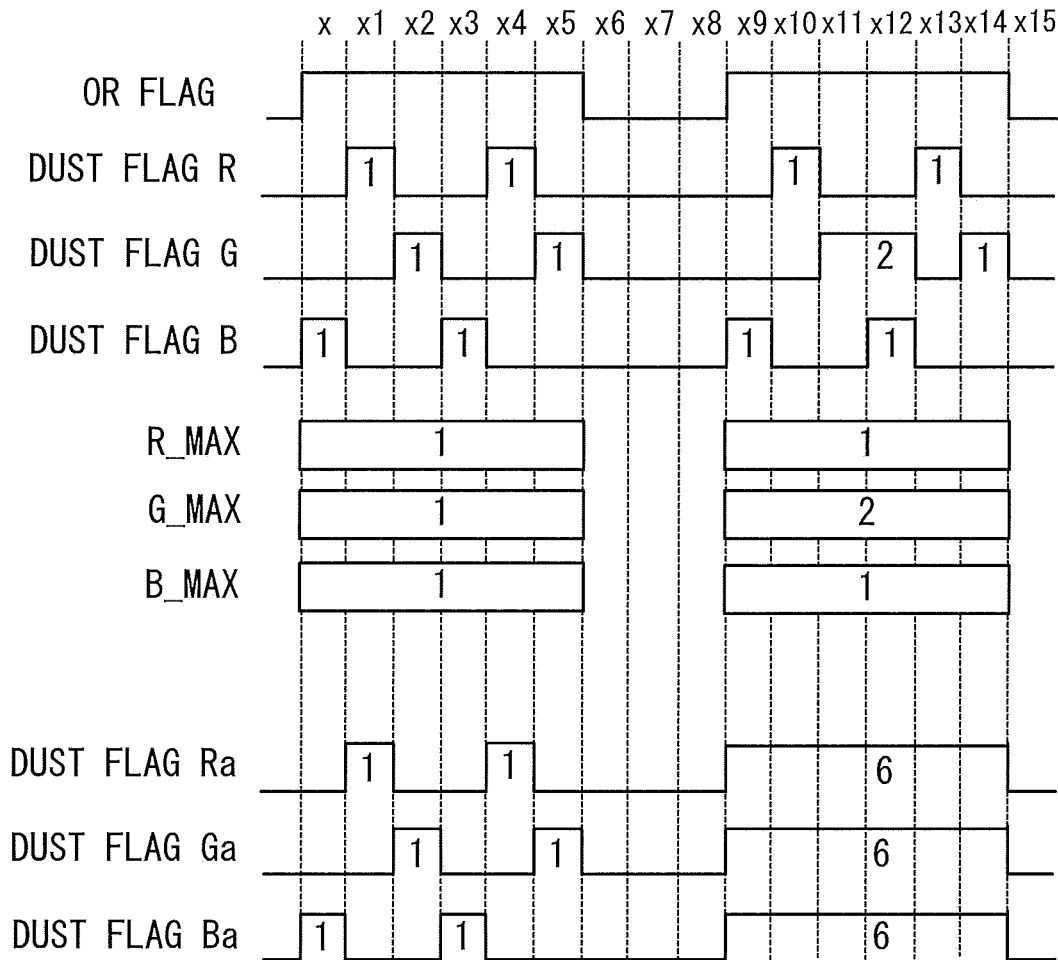 x x1 x2 x3 x4 x5 x6 x7 x8 x9 x10 x11 x12 x13 x14 x15
OR FLAG
DUST FLAG R 1 1 1 1
DUST FLAG G 1 1 2 1
DUST FLAG B 1 1 1 1
R_MAX 1 1
G_MAX 1 2
B_MAX 1 1
DUST FLAG Ra 1 1 6
DUST FLAG Ga 1 1 6
DUST FLAG Ba 1 1 6